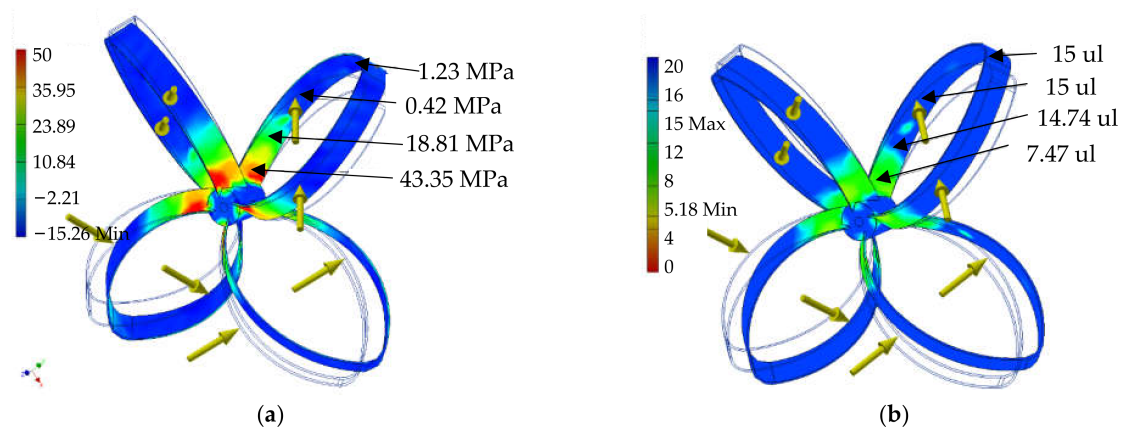 50
35.95
23.89
10.84
−2.21
−15.26 Min
1.23 MPa
0.42 MPa
18.81 MPa
43.35 MPa
(a)
20
16
15 Max
12
8
5.18 Min
4
0
15 ul
15 ul
14.74 ul
7.47 ul
(b)